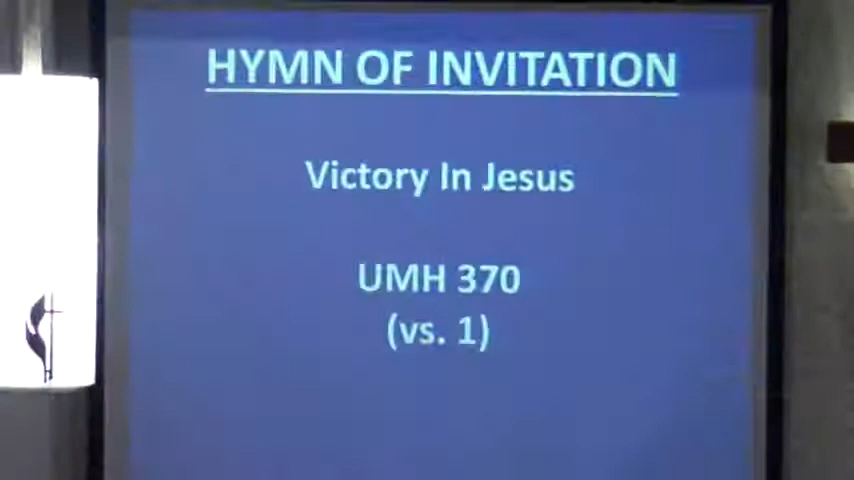 HYMN OF INVITATION
Victory In Jesus
UMH 370
(vs. 1)